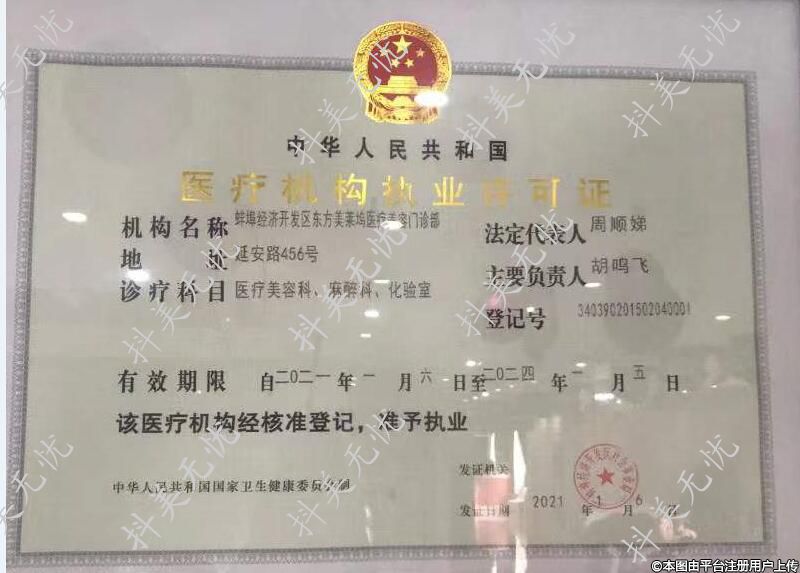 中华人民共和国
医疗机构执业许可证
机构名称 蚌埠经济开发区东方美莱坞医疗美容门诊部
地 址 延安路456号
诊疗科目 医疗美容科、麻醉科、化验室
法定代表人 周顺娣
主要负责人 胡鸣飞
登记号 340390201502040001
有效期限 自二〇二一年一月六日至二〇二四年一月五日
该医疗机构经核准登记，准予执业
中华人民共和国国家卫生健康委员会制
发证机关
发证日期 2021年1月6日
抖美无忧
©本图由平台注册用户上传